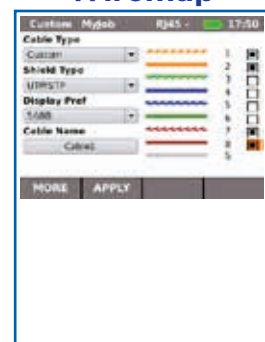 Custom Myjob RJ45 - 17:50
Cable Type
Custom
1
2
Shield Type
3
UTP/STP
4
Display Pref
5
568B
6
Cable Name
7
Cable1
8
S
MORE APPLY